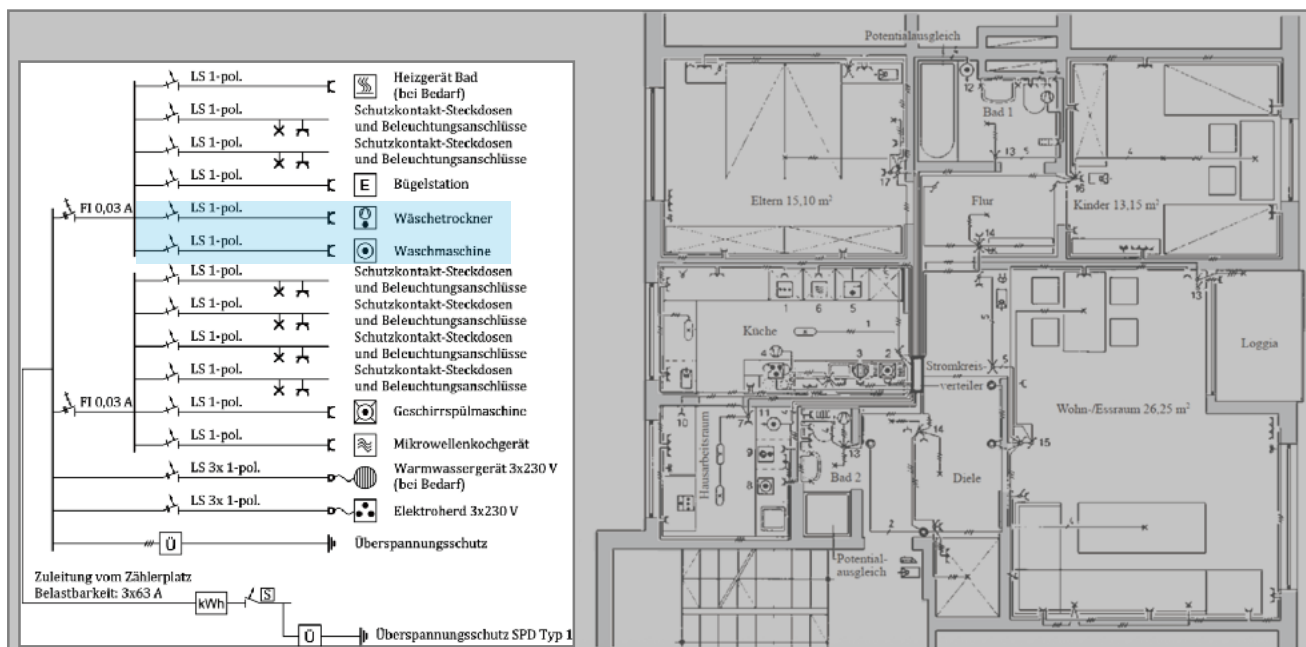 LS 1-pol.
Heizgerät Bad
(bei Bedarf)
LS 1-pol.
Schutzkontakt-Steckdosen
und Beleuchtungsanschlüsse
LS 1-pol.
Schutzkontakt-Steckdosen
und Beleuchtungsanschlüsse
LS 1-pol.
E
Bügelstation
FI 0,03 A
LS 1-pol.
Wäschetrockner
LS 1-pol.
Waschmaschine
LS 1-pol.
Schutzkontakt-Steckdosen
und Beleuchtungsanschlüsse
LS 1-pol.
Schutzkontakt-Steckdosen
und Beleuchtungsanschlüsse
LS 1-pol.
Schutzkontakt-Steckdosen
und Beleuchtungsanschlüsse
LS 1-pol.
Schutzkontakt-Steckdosen
und Beleuchtungsanschlüsse
FI 0,03 A
LS 1-pol.
Geschirrspülmaschine
LS 1-pol.
Mikrowellenkochgerät
LS 3x 1-pol.
Warmwassergerät 3x230 V
(bei Bedarf)
LS 3x 1-pol.
Elektroherd 3x230 V
Ü
Überspannungsschutz
Zuleitung vom Zählerplatz
Belastbarkeit: 3x63 A
kWh
S
Ü
Überspannungsschutz SPD Typ 1
Potentialausgleich
12
Bad 1
13
5
4
17
16
Eltern 15,10 m²
Flur
Kinder 13,15 m²
14
13
1
6
5
Küche
1
5
Loggia
4
3
2
Stromkreis-
verteiler
5
Wohn-/Essraum 26,25 m²
10
7
11
14
15
13
9
Hausarbeitsraum
8
Bad 2
Diele
2
4
Potential-
ausgleich